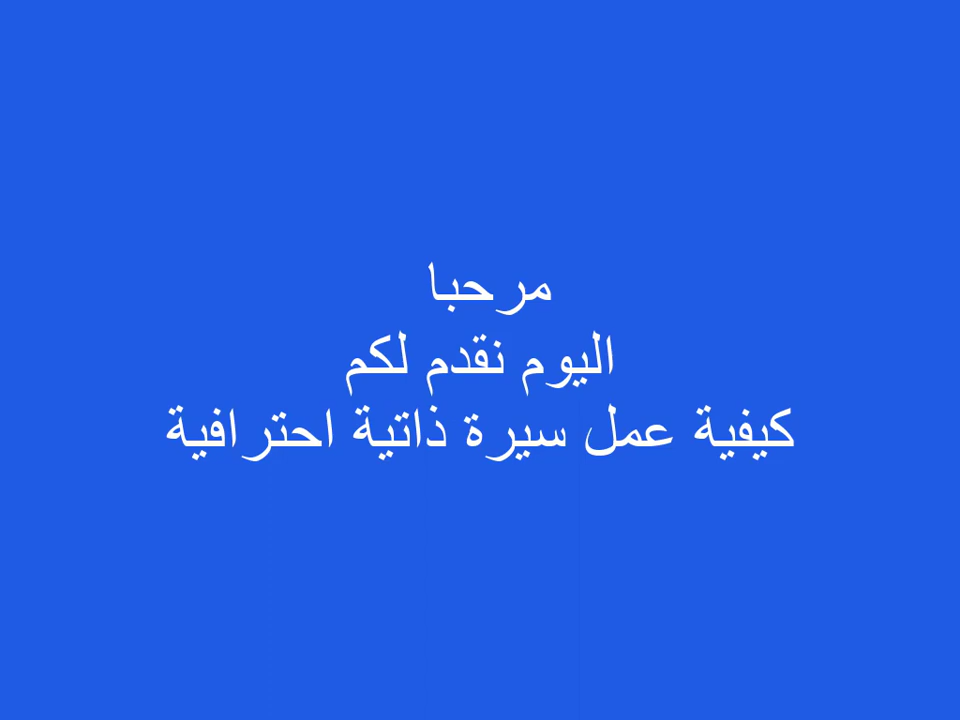 مرحبا
اليوم نقدم لكم
كيفية عمل سيرة ذاتية احترافية